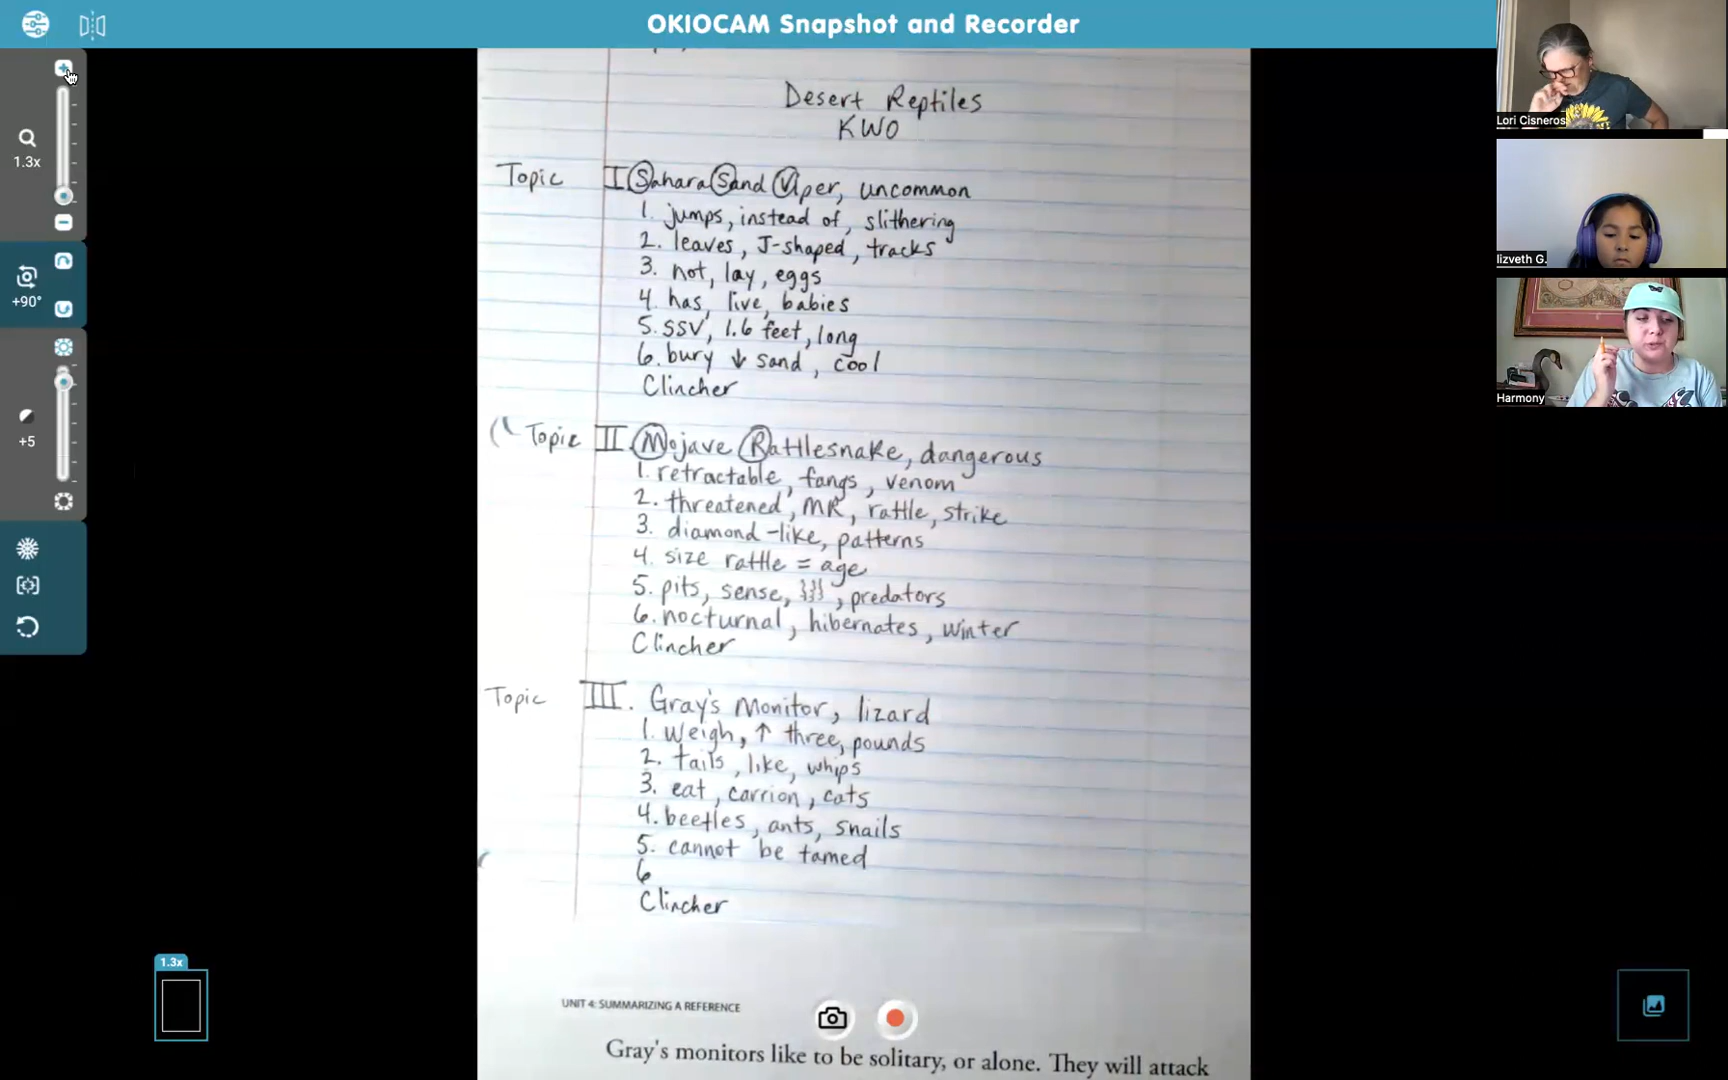 OKIOCAM Snapshot and Recorder
1.3x
+90°
+5
Desert Reptiles
KWO
Topic I Sahara Sand Viper, uncommon
1. jumps, instead of, slithering
2. leaves, J-shaped, tracks
3. not, lay, eggs
4. has, live, babies
5. SSV, 1.6 feet, long
6. bury ↓ sand, cool
Clincher
Topic II. Mojave Rattlesnake, dangerous
1. retractable, fangs, venom
2. threatened, MR, rattle, strike
3. diamond-like, patterns
4. size rattle = age
5. pits, sense, }}}, predators
6. nocturnal, hibernates, winter
Clincher
Topic III. Gray's Monitor, lizard
1. Weigh, ↑ three, pounds
2. tails, like, whips
3. eat, carrion, cats
4. beetles, ants, snails
5. cannot be tamed
6
Clincher
UNIT 4: SUMMARIZING A REFERENCE
Gray's monitors like to be solitary, or alone. They will attack
1.3x
Lori Cisneros
lizveth G.
Harmony